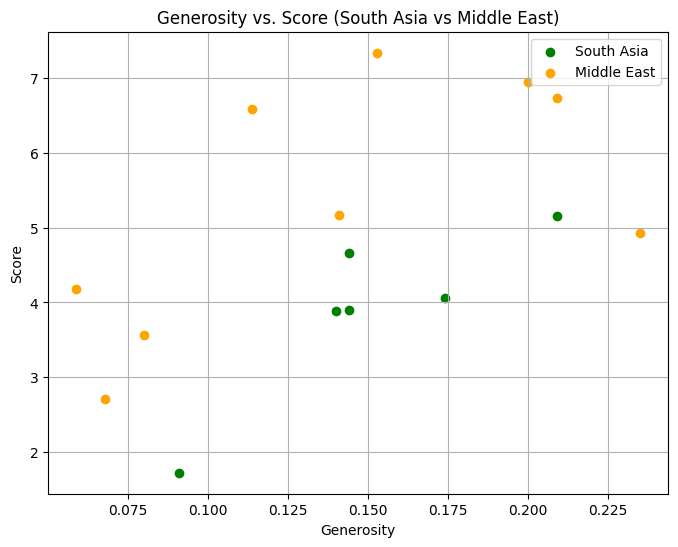 Generosity vs. Score (South Asia vs Middle East)
South Asia
Middle East
7
6
5
4
3
2
Score
0.075 0.100 0.125 0.150 0.175 0.200 0.225
Generosity